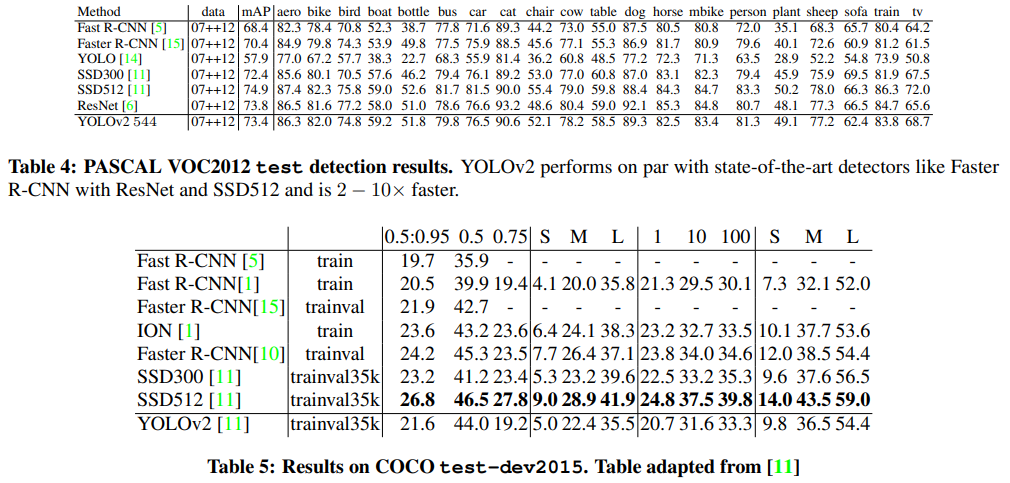 Method data mAP aero bike bird boat bottle bus car cat chair cow table dog horse mbike person plant sheep sofa train tv
Fast R-CNN [5] 07++12 68.4 82.3 78.4 70.8 52.3 38.7 77.8 71.6 89.3 44.2 73.0 55.0 87.5 80.5 80.8 72.0 35.1 68.3 65.7 80.4 64.2
Faster R-CNN [15] 07++12 70.4 84.9 79.8 74.3 53.9 49.8 77.5 75.9 88.5 45.6 77.1 55.3 86.9 81.7 80.9 79.6 40.1 72.6 60.9 81.2 61.5
YOLO [14] 07++12 57.9 77.0 67.2 57.7 38.3 22.7 68.3 55.9 81.4 36.2 60.8 48.5 77.2 72.3 71.3 63.5 28.9 52.2 54.8 73.9 50.8
SSD300 [11] 07++12 72.4 85.6 80.1 70.5 57.6 46.2 79.4 76.1 89.2 53.0 77.0 60.8 87.0 83.1 82.3 79.4 45.9 75.9 69.5 81.9 67.5
SSD512 [11] 07++12 74.9 87.4 82.3 75.8 59.0 52.6 81.7 81.5 90.0 55.4 79.0 59.8 88.4 84.3 84.7 83.3 50.2 78.0 66.3 86.3 72.0
ResNet [6] 07++12 73.8 86.5 81.6 77.2 58.0 51.0 78.6 76.6 93.2 48.6 80.4 59.0 92.1 85.3 84.8 80.7 48.1 77.3 66.5 84.7 65.6
YOLOv2 544 07++12 73.4 86.3 82.0 74.8 59.2 51.8 79.8 76.5 90.6 52.1 78.2 58.5 89.3 82.5 83.4 81.3 49.1 77.2 62.4 83.8 68.7
Table 4: PASCAL VOC2012 test detection results. YOLOv2 performs on par with state-of-the-art detectors like Faster
R-CNN with ResNet and SSD512 and is 2 − 10× faster.
0.5:0.95 0.5 0.75 S M L 1 10 100 S M L
Fast R-CNN [5] train 19.7 35.9 - - - - - - - - - -
Fast R-CNN[1] train 20.5 39.9 19.4 4.1 20.0 35.8 21.3 29.5 30.1 7.3 32.1 52.0
Faster R-CNN[15] trainval 21.9 42.7 - - - - - - - - - -
ION [1] train 23.6 43.2 23.6 6.4 24.1 38.3 23.2 32.7 33.5 10.1 37.7 53.6
Faster R-CNN[10] trainval 24.2 45.3 23.5 7.7 26.4 37.1 23.8 34.0 34.6 12.0 38.5 54.4
SSD300 [11] trainval35k 23.2 41.2 23.4 5.3 23.2 39.6 22.5 33.2 35.3 9.6 37.6 56.5
SSD512 [11] trainval35k 26.8 46.5 27.8 9.0 28.9 41.9 24.8 37.5 39.8 14.0 43.5 59.0
YOLOv2 [11] trainval35k 21.6 44.0 19.2 5.0 22.4 35.5 20.7 31.6 33.3 9.8 36.5 54.4
Table 5: Results on COCO test-dev2015. Table adapted from [11]